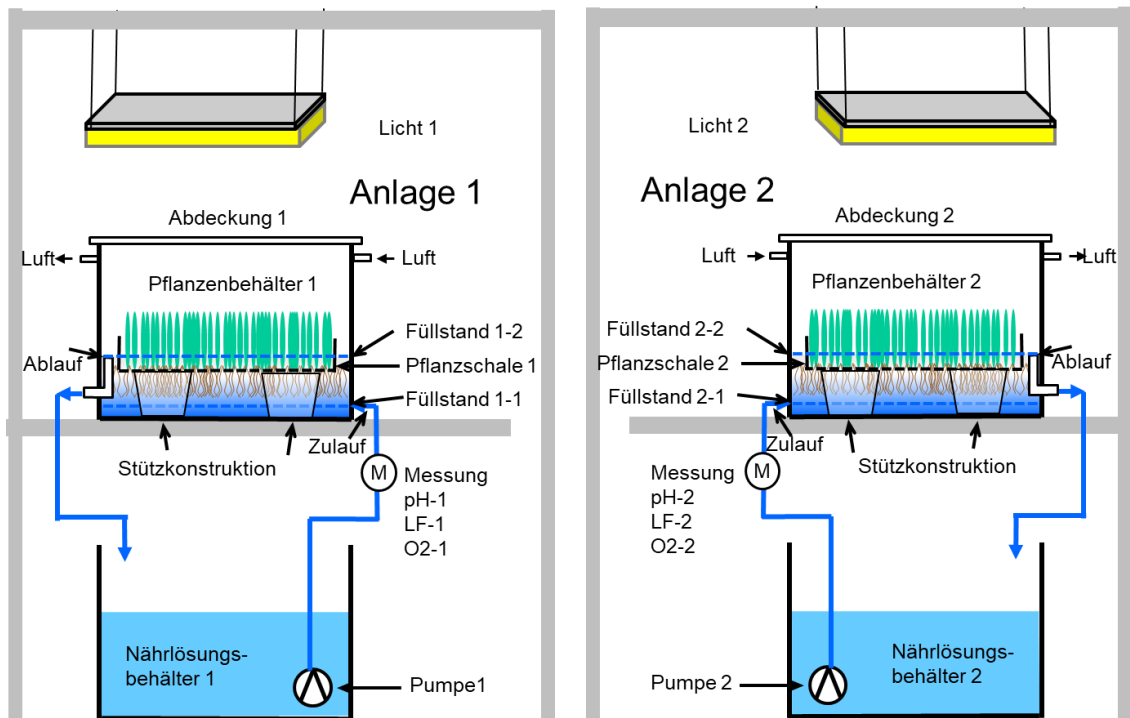 Licht 1
Anlage 1
Abdeckung 1
Luft
Luft
Pflanzenbehälter 1
Füllstand 1-2
Ablauf
Pflanzschale 1
Füllstand 1-1
Zulauf
Stützkonstruktion
M
Messung
pH-1
LF-1
O2-1
Nährlösungs-
behälter 1
Pumpe1
Licht 2
Anlage 2
Abdeckung 2
Luft
Luft
Pflanzenbehälter 2
Füllstand 2-2
Ablauf
Pflanzschale 2
Füllstand 2-1
Zulauf
Stützkonstruktion
M
Messung
pH-2
LF-2
O2-2
Nährlösungs-
behälter 2
Pumpe 2